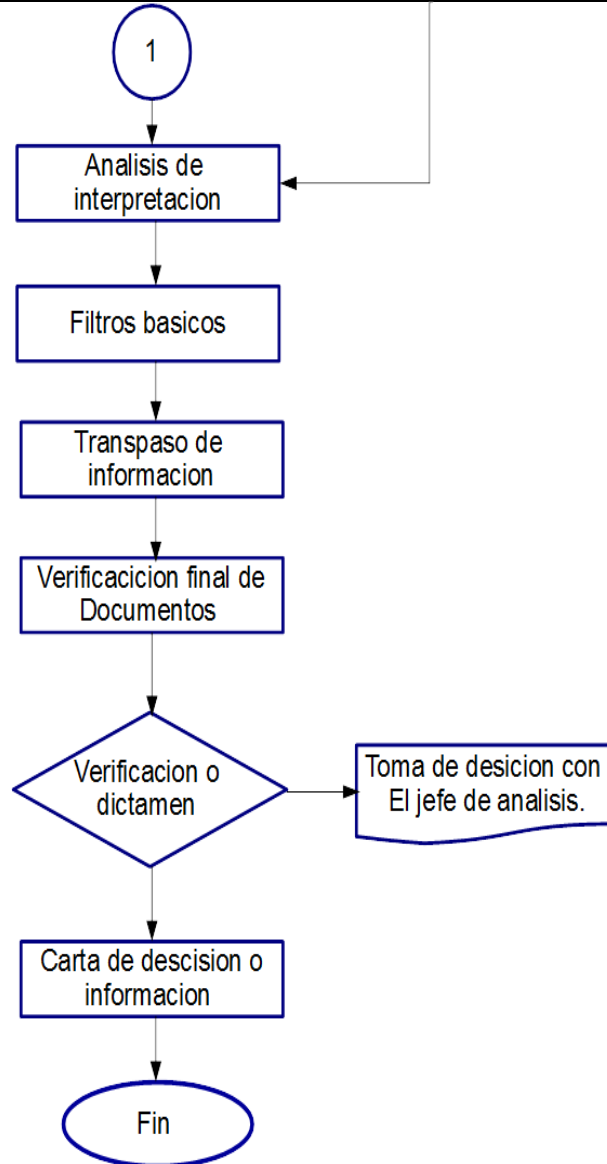 1
Analisis de
interpretacion
Filtros basicos
Transpaso de
informacion
Verificacicion final de
Documentos
Verificacion o
dictamen
Toma de desicion con
El jefe de analisis.
Carta de descision o
informacion
Fin